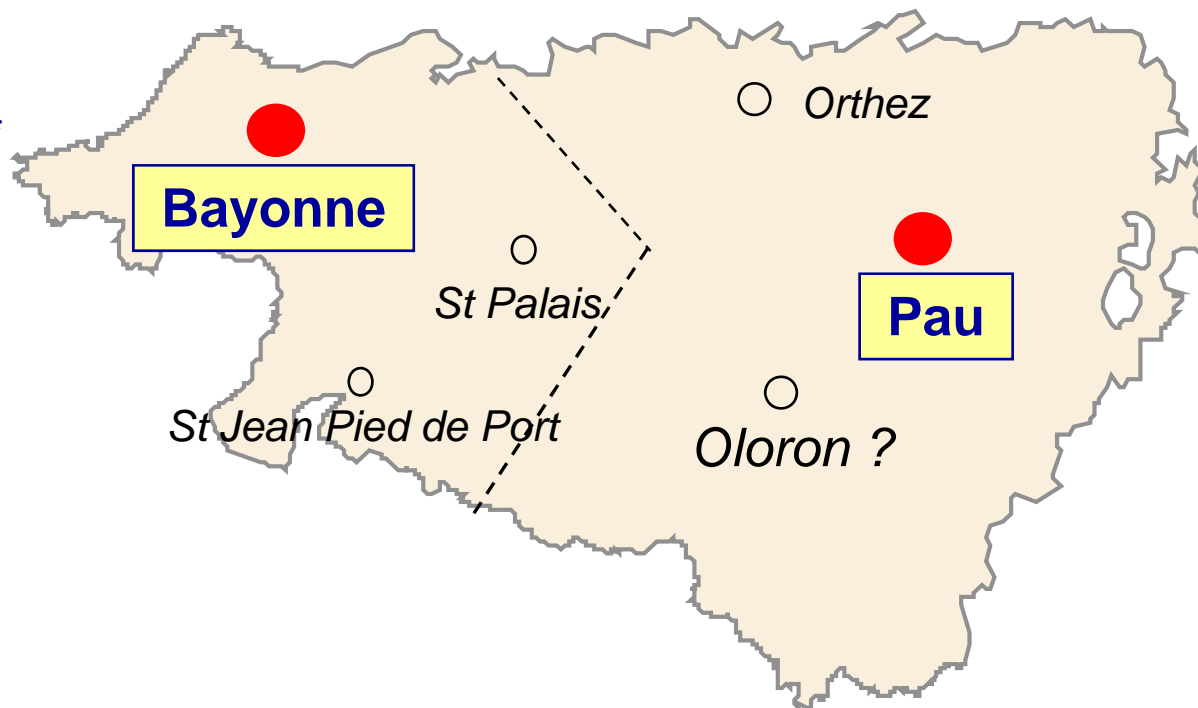 Orthez
Bayonne
St Palais
Pau
St Jean Pied de Port
Oloron ?